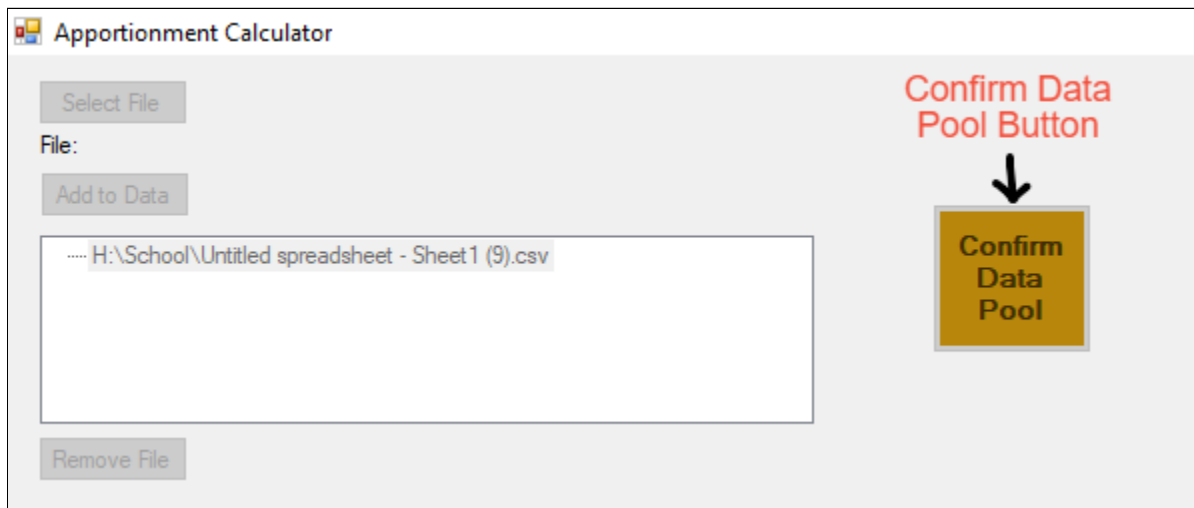 Apportionment Calculator
Select File
File:
Add to Data
H:\School\Untitled spreadsheet - Sheet1 (9).csv
Remove File
Confirm Data
Pool Button
Confirm
Data
Pool